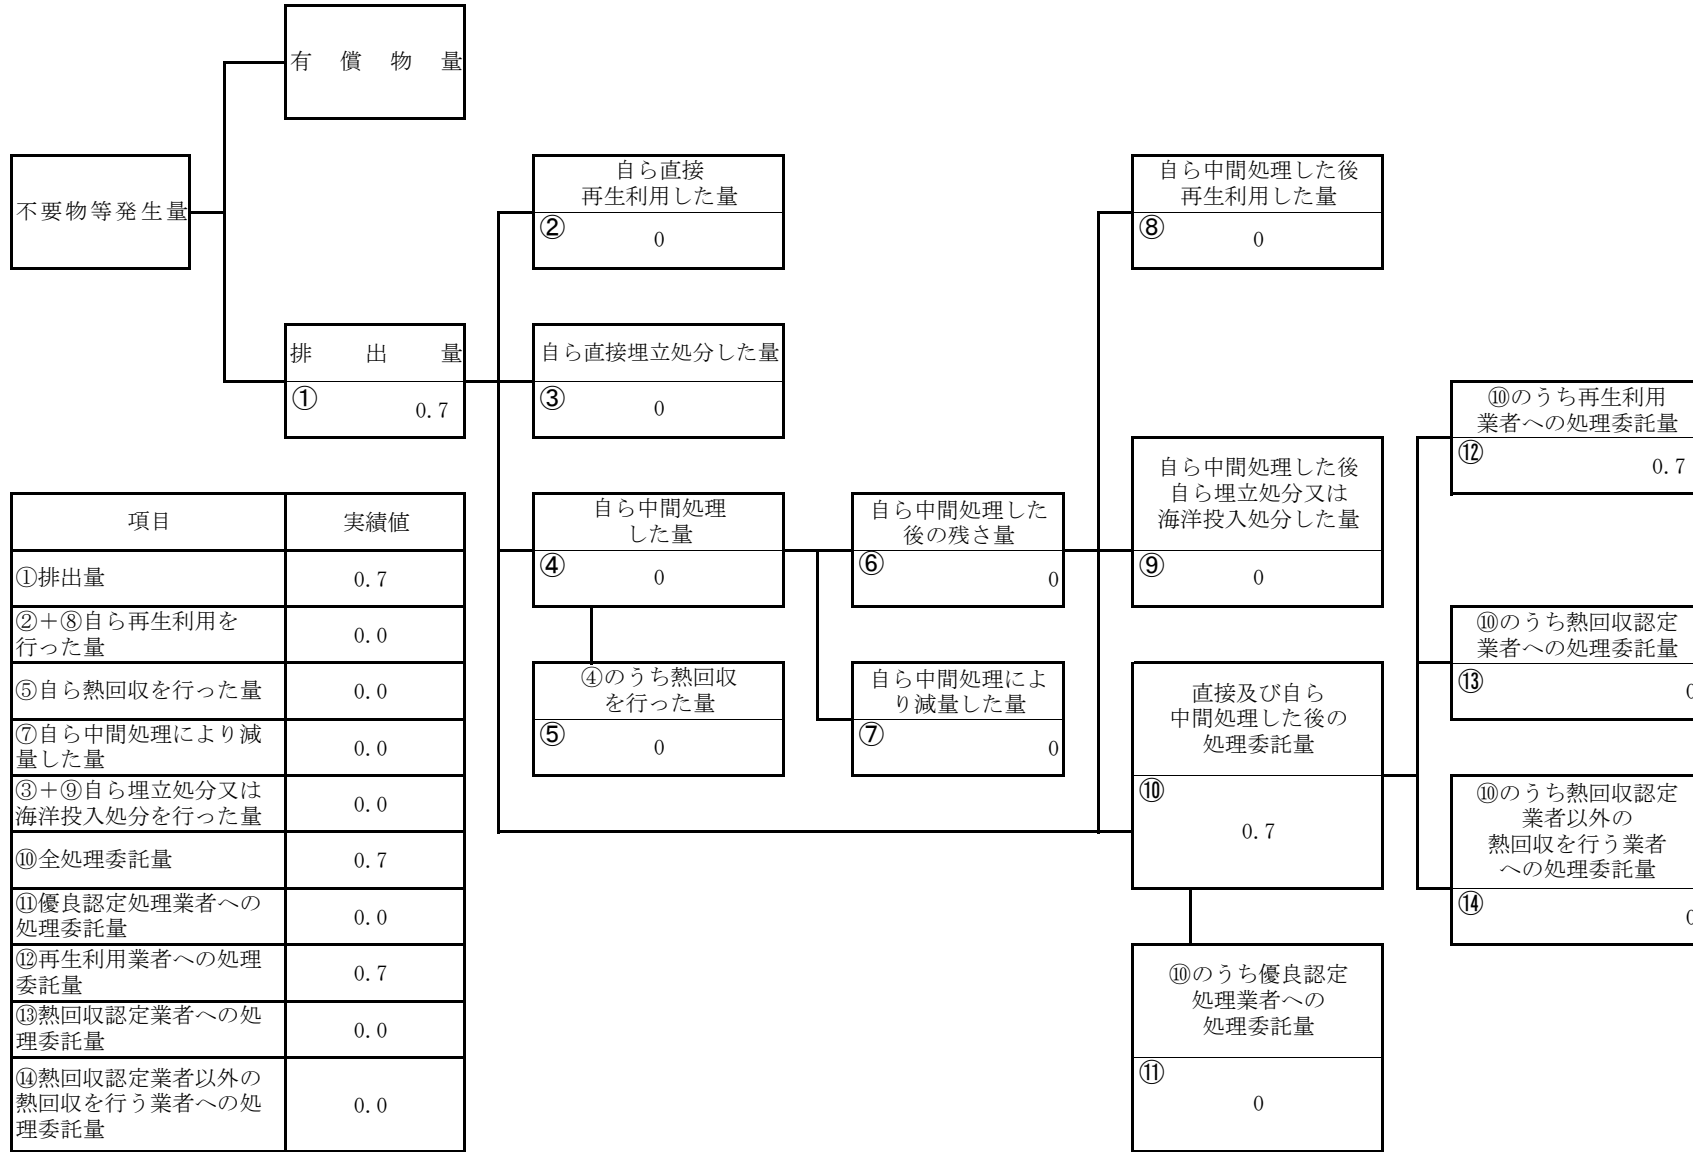 有償物量
不要物等発生量
排出量
①
0.7
自ら直接
再生利用した量
②
0
自ら直接埋立処分した量
③
0
自ら中間処理
した量
④
0
④のうち熱回収
を行った量
⑤
0
自ら中間処理した
後の残さ量
⑥
0
自ら中間処理によ
り減量した量
⑦
0
自ら中間処理した後
再生利用した量
⑧
0
自ら中間処理した後
自ら埋立処分又は
海洋投入処分した量
⑨
0
直接及び自ら
中間処理した後の
処理委託量
⑩
0.7
⑩のうち優良認定
処理業者への
処理委託量
⑪
0
⑩のうち再生利用
業者への処理委託量
⑫
0.7
⑩のうち熱回収認定
業者への処理委託量
⑬
0
⑩のうち熱回収認定
業者以外の
熱回収を行う業者
への処理委託量
⑭
0
項目 実績値
①排出量 0.7
②＋⑧自ら再生利用を
行った量 0.0
⑤自ら熱回収を行った量 0.0
⑦自ら中間処理により減
量した量 0.0
③＋⑨自ら埋立処分又は
海洋投入処分を行った量 0.0
⑩全処理委託量 0.7
⑪優良認定処理業者への
処理委託量 0.0
⑫再生利用業者への処理
委託量 0.7
⑬熱回収認定業者への処
理委託量 0.0
⑭熱回収認定業者以外の
熱回収を行う業者への処
理委託量 0.0